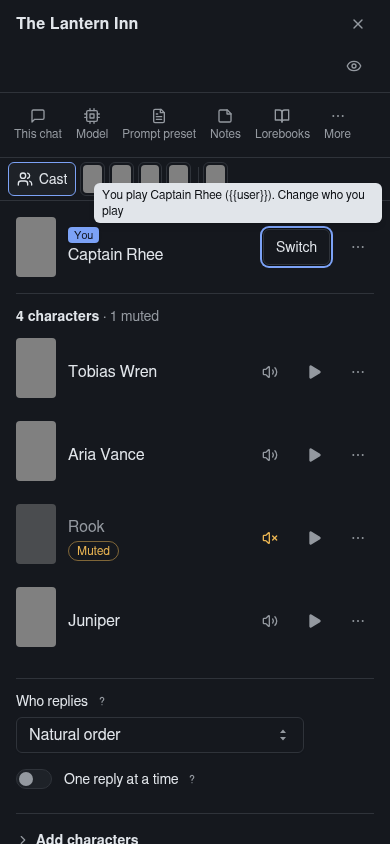 The Lantern Inn
This chat
Model
Prompt preset
Notes
Lorebooks
More
Cast
You play Captain Rhee ({{user}}). Change who you
play
You
Captain Rhee
Switch
4 characters · 1 muted
Tobias Wren
Aria Vance
Rook
Muted
Juniper
Who replies ?
Natural order
One reply at a time ?
Add characters